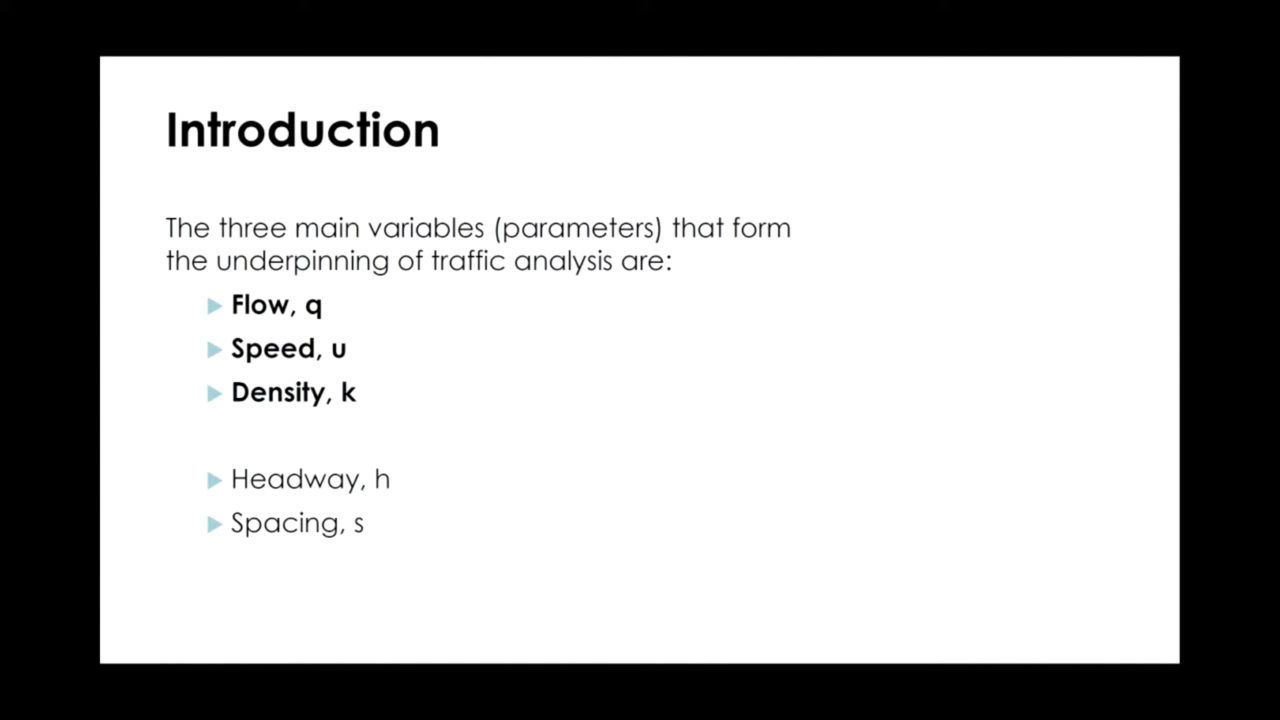 Introduction
The three main variables (parameters) that form
the underpinning of traffic analysis are:
Flow, q
Speed, u
Density, k
Headway, h
Spacing, s